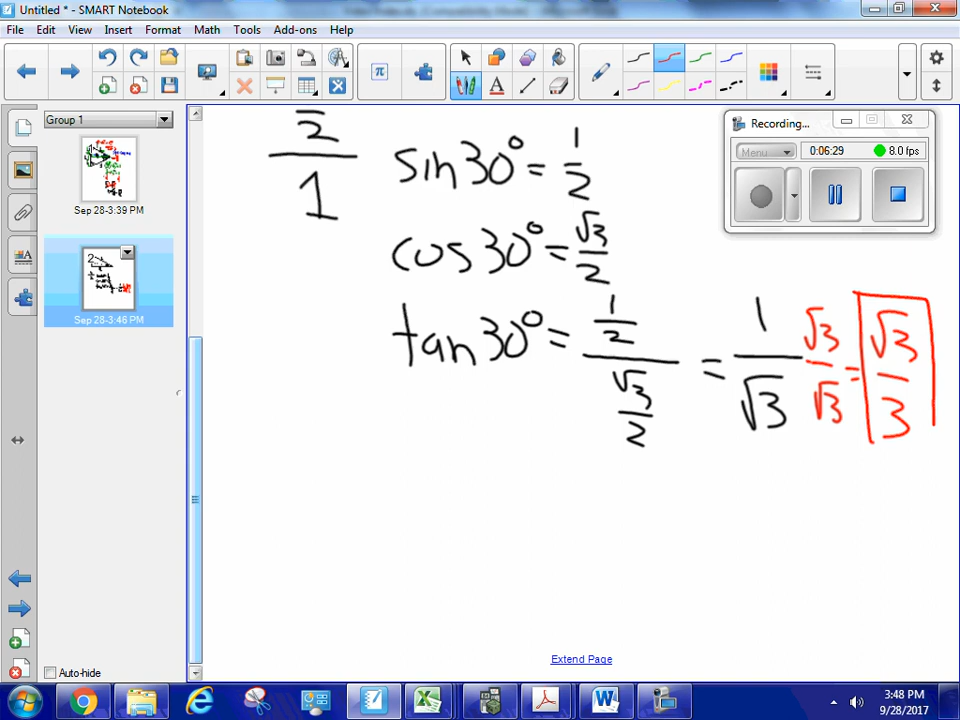 Untitled * - SMART Notebook
File Edit View Insert Format Math Tools Add-ons Help
Group 1
Sep 28-3:39 PM
Sep 28-3:46 PM
Auto-hide
Recording...
Menu 0:06:29 8.0 fps
2
1
sin30° = 1/2
cos30° = √3/2
tan30° = (1/2)/(√3/2) = 1/√3 √3/√3 = √3/3
Extend Page
3:48 PM
9/28/2017